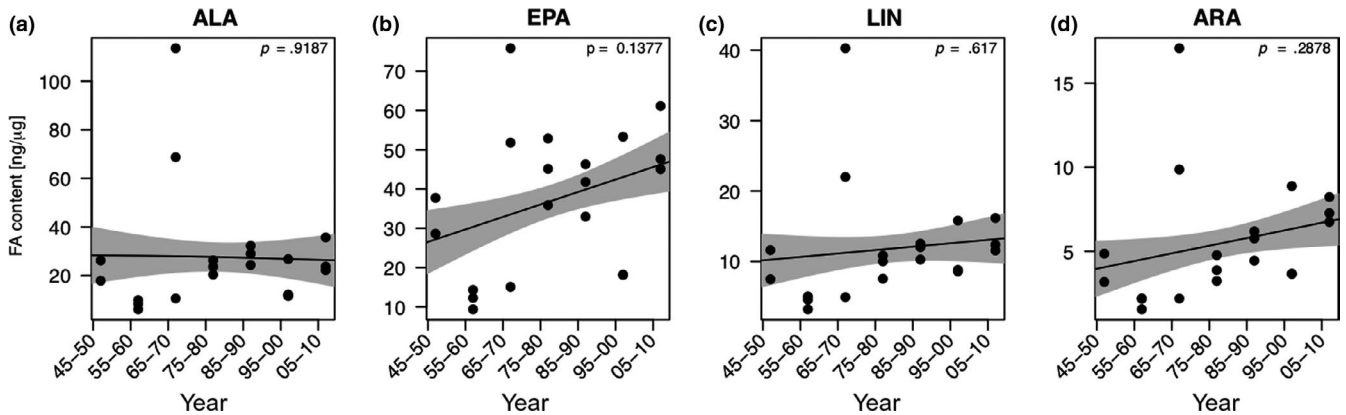 (a) ALA
p = .9187
FA content [ng/µg]
100
80
60
40
20
45–50 55–60 65–70 75–80 85–90 95–00 05–10
Year
(b) EPA
p = 0.1377
70
60
50
40
30
20
10
45–50 55–60 65–70 75–80 85–90 95–00 05–10
Year
(c) LIN
p = .617
40
30
20
10
45–50 55–60 65–70 75–80 85–90 95–00 05–10
Year
(d) ARA
p = .2878
15
10
5
45–50 55–60 65–70 75–80 85–90 95–00 05–10
Year